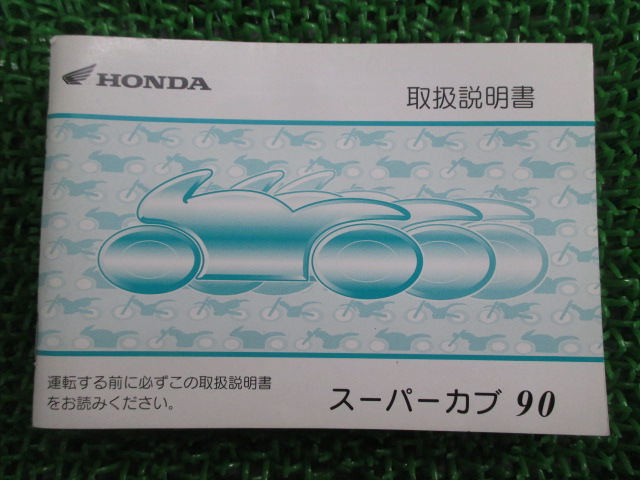 HONDA
取扱説明書
運転する前に必ずこの取扱説明書
をお読みください。
スーパーカブ 90